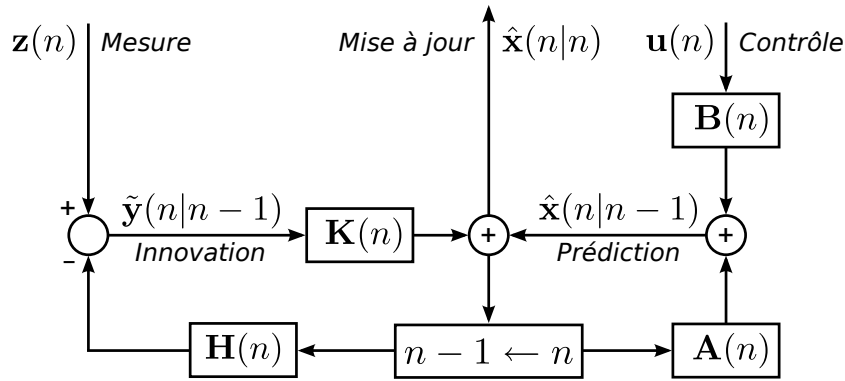 𝐳(n) Mesure
Mise à jour x̂(n|n)
𝐮(n) Contrôle
𝐁(n)
+
ỹ(n|n − 1)
Innovation
𝐊(n)
+
x̂(n|n − 1)
Prédiction
+
−
𝐇(n)
n − 1 ← n
𝐀(n)